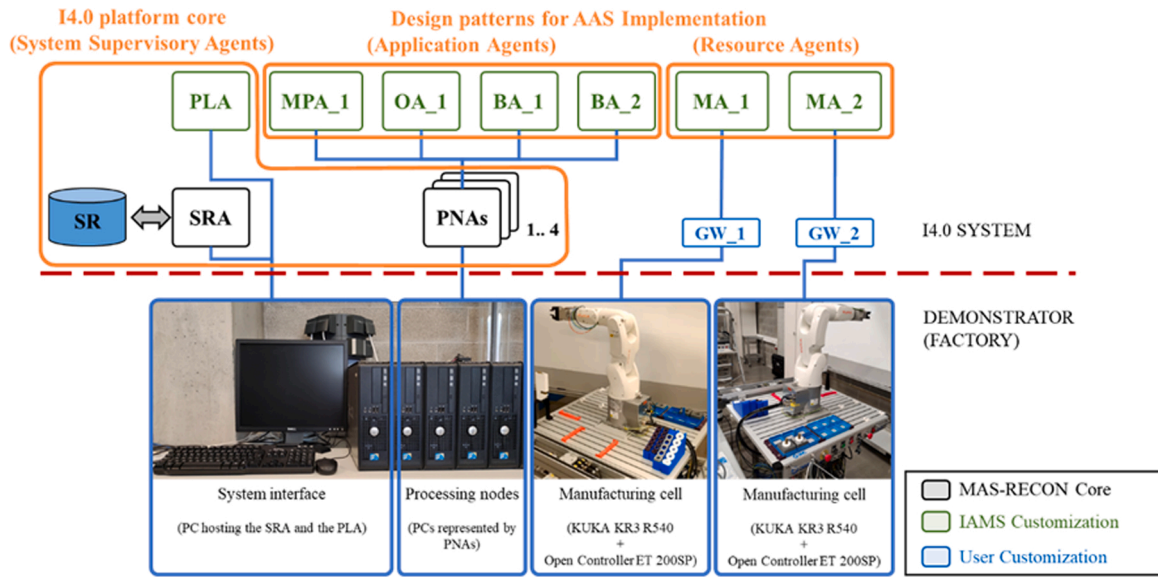 I4.0 platform core
(System Supervisory Agents)
Design patterns for AAS Implementation
(Application Agents)
(Resource Agents)
PLA
MPA_1
OA_1
BA_1
BA_2
MA_1
MA_2
SR
SRA
PNAs
1.. 4
GW_1
GW_2
I4.0 SYSTEM
DEMONSTRATOR
(FACTORY)
System interface
(PC hosting the SRA and the PLA)
Processing nodes
(PCs represented by
PNAs)
Manufacturing cell
(KUKA KR3 R540
+
Open Controller ET 200SP)
Manufacturing cell
(KUKA KR3 R540
+
Open Controller ET 200SP)
MAS-RECON Core
IAMS Customization
User Customization